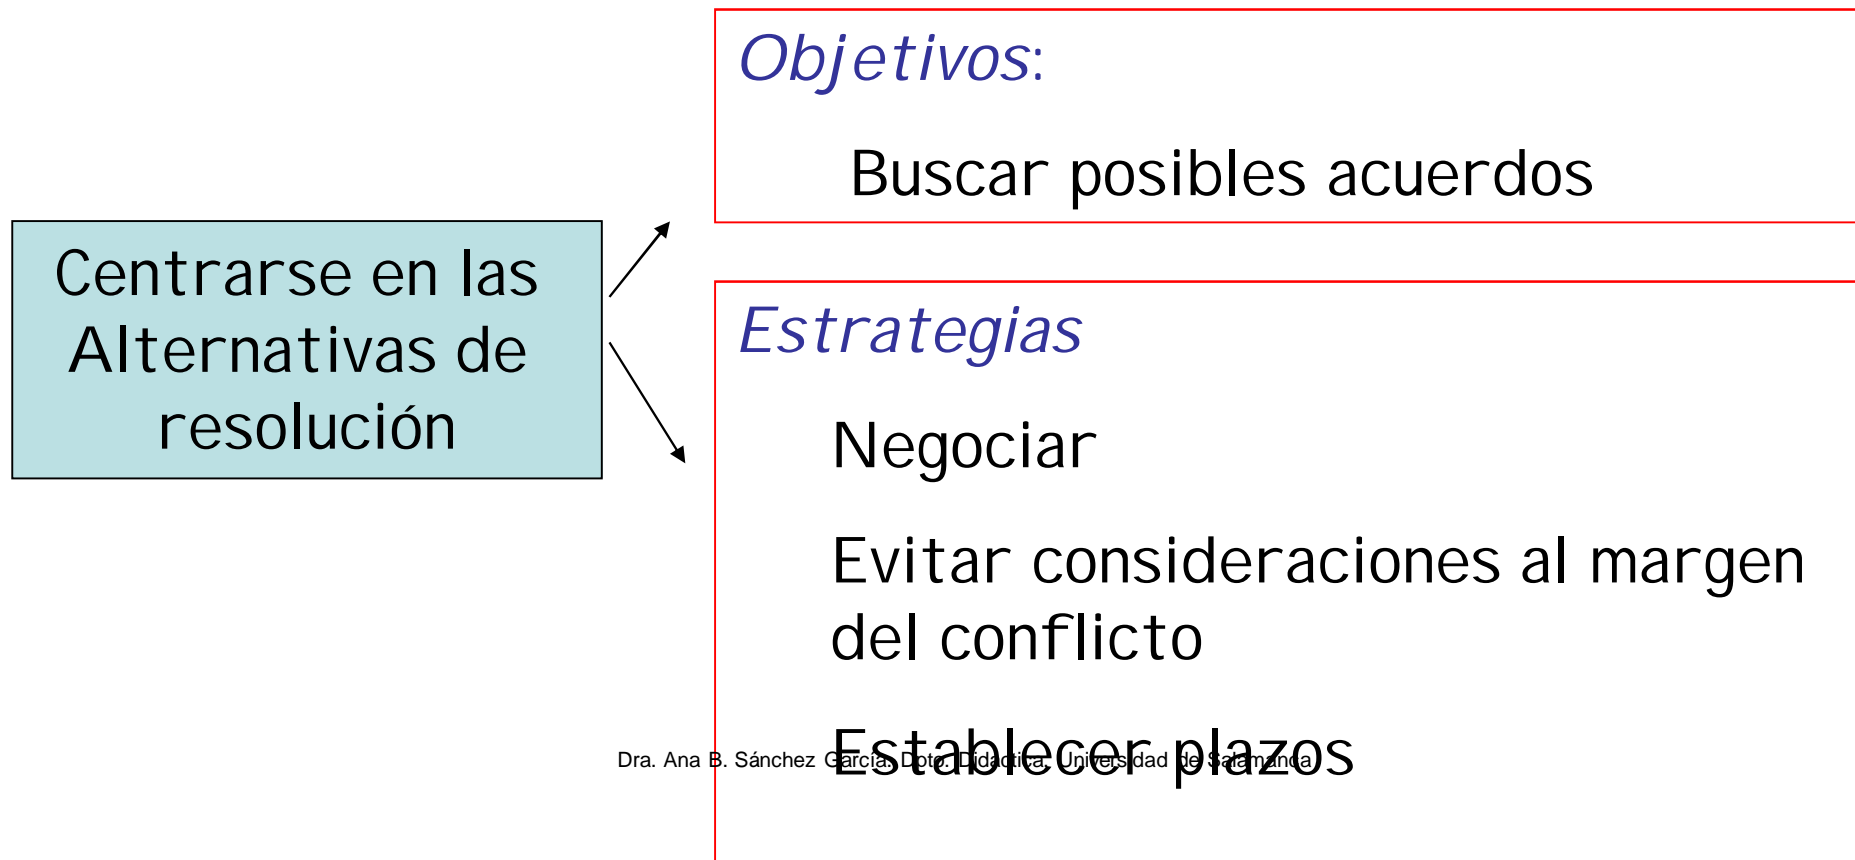 Objetivos:
Buscar posibles acuerdos
Centrarse en las
Alternativas de
resolución
Estrategias
Negociar
Evitar consideraciones al margen
del conflicto
Establecer plazos
Dra. Ana B. Sánchez García. Dpto. Didáctica. Universidad de Salamanca